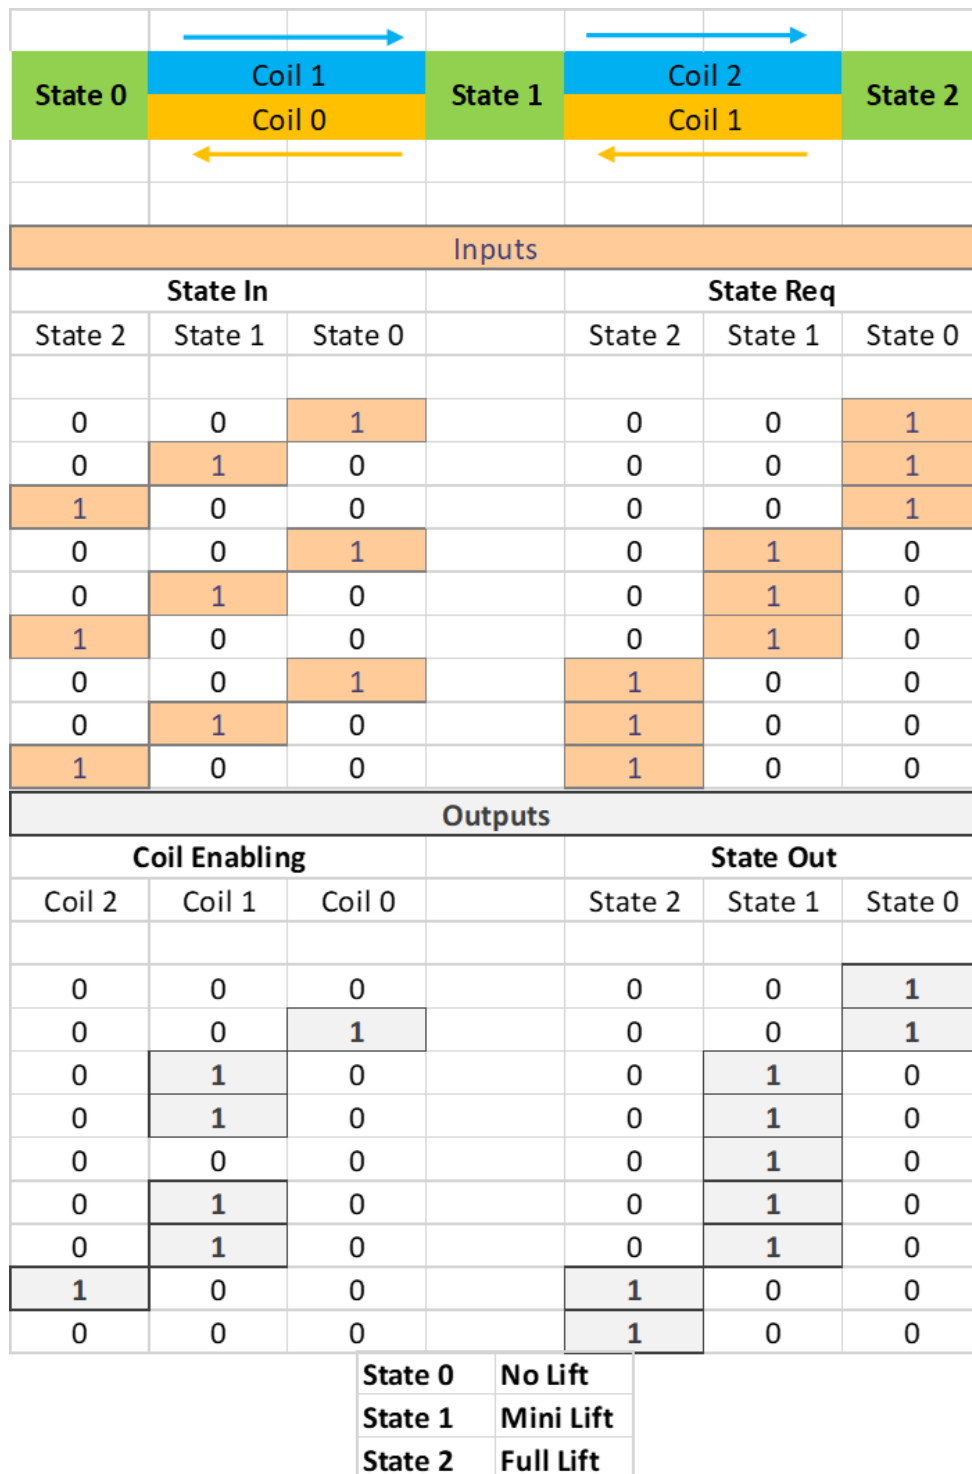 State 0 Coil 1 State 1 Coil 2 State 2
Coil 0 Coil 1
Inputs
State In State Req
State 2 State 1 State 0 State 2 State 1 State 0
0 0 1 0 0 1
0 1 0 0 0 1
1 0 0 0 0 1
0 0 1 0 1 0
0 1 0 0 1 0
1 0 0 0 1 0
0 0 1 1 0 0
0 1 0 1 0 0
1 0 0 1 0 0
Outputs
Coil Enabling State Out
Coil 2 Coil 1 Coil 0 State 2 State 1 State 0
0 0 0 0 0 1
0 0 1 0 0 1
0 1 0 0 1 0
0 1 0 0 1 0
0 0 0 0 1 0
0 1 0 0 1 0
0 1 0 0 1 0
1 0 0 1 0 0
0 0 0 1 0 0
State 0 No Lift
State 1 Mini Lift
State 2 Full Lift